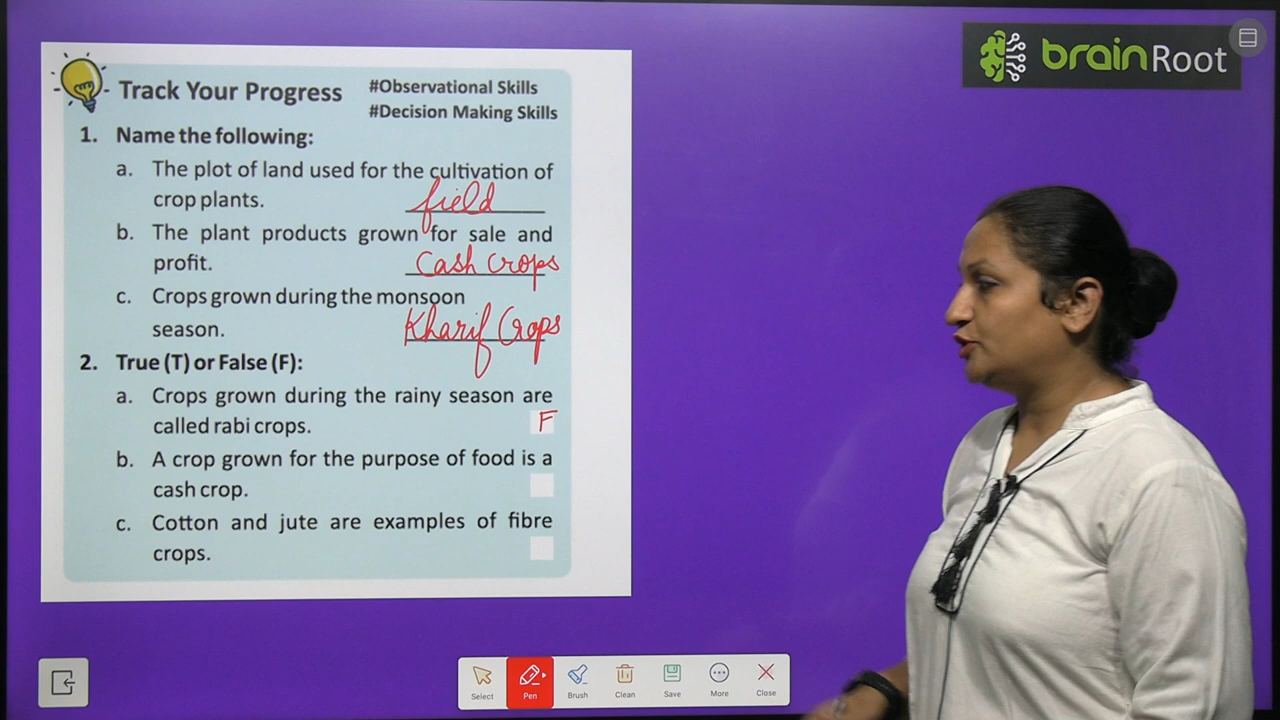 brainRoot
Track Your Progress #Observational Skills
#Decision Making Skills
1. Name the following:
a. The plot of land used for the cultivation of
crop plants. field
b. The plant products grown for sale and
profit. Cash crops
c. Crops grown during the monsoon
season. Kharif Crops
2. True (T) or False (F):
a. Crops grown during the rainy season are
called rabi crops. F
b. A crop grown for the purpose of food is a
cash crop.
c. Cotton and jute are examples of fibre
crops.
Select Pen Brush Clean Save More Close